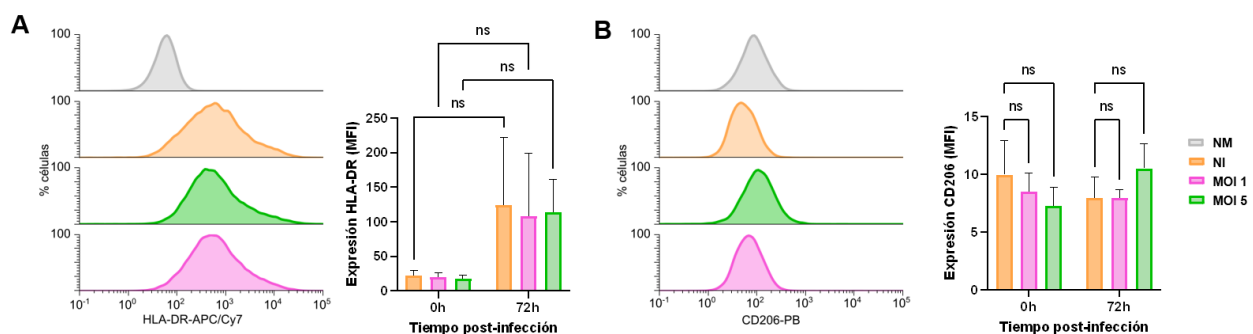 A
100
100
100
100
% células
10-1 100 101 102 103 104 105
HLA-DR-APC/Cy7
ns
ns
ns
Expresión HLA-DR (MFI)
250
200
150
100
50
0
0h 72h
Tiempo post-infección
B
100
100
100
100
% células
10-1 100 101 102 103 104 105
CD206-PB
ns ns
ns ns
Expresión CD206 (MFI)
15
10
5
0
0h 72h
Tiempo post-infección
NM
NI
MOI 1
MOI 5